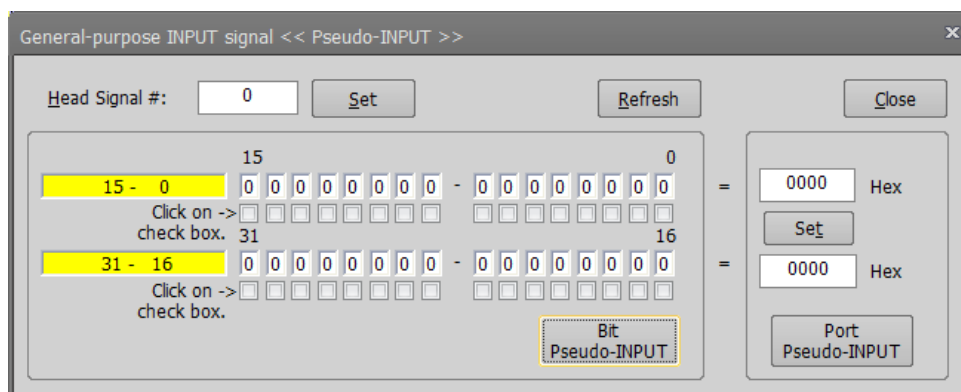 General-purpose INPUT signal << Pseudo-INPUT >>
x
Head Signal #: 0 Set Refresh Close
15 0
15 - 0 0 0 0 0 0 0 0 0 - 0 0 0 0 0 0 0 0 = 0000 Hex
Click on ->
check box.
Set
31 16
31 - 16 0 0 0 0 0 0 0 0 - 0 0 0 0 0 0 0 0 = 0000 Hex
Click on ->
check box.
Bit
Pseudo-INPUT
Port
Pseudo-INPUT